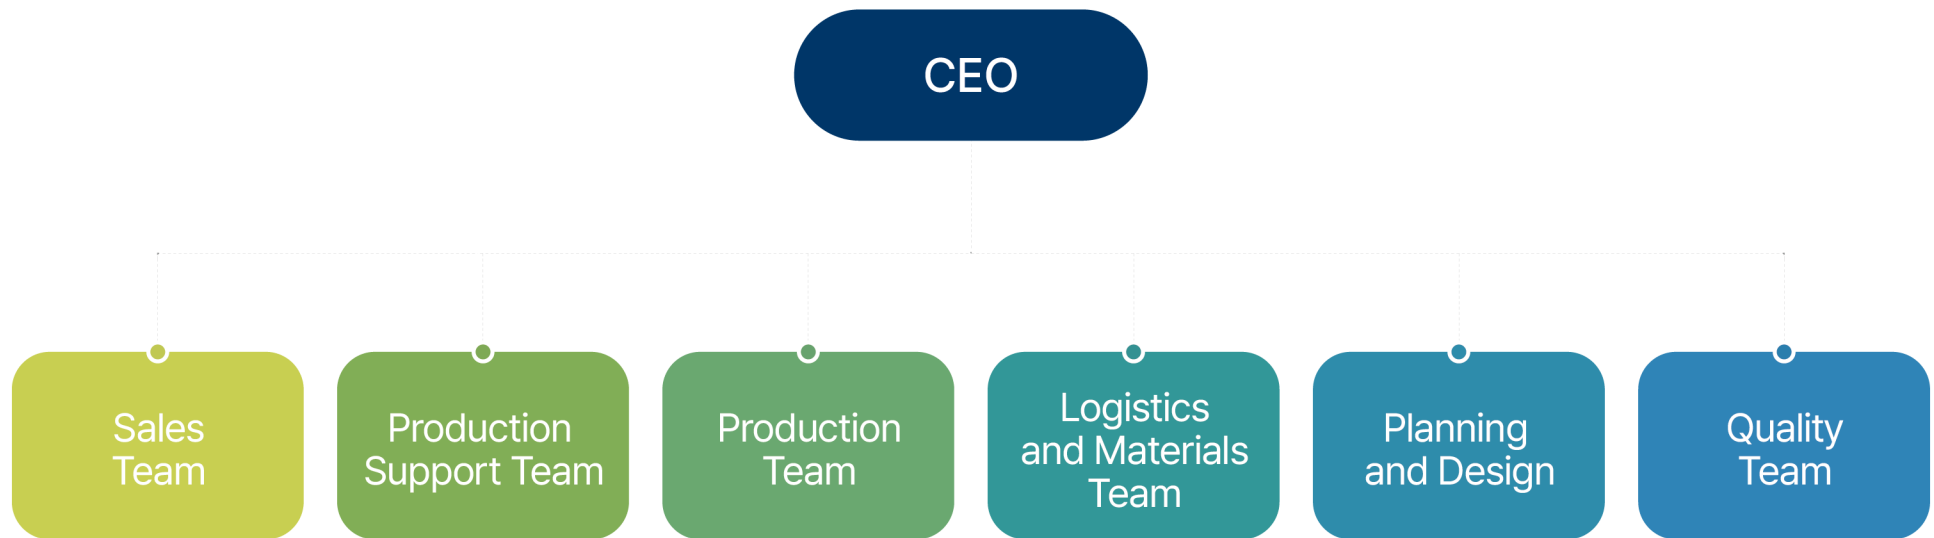 CEO
Sales
Team
Production
Support Team
Production
Team
Logistics
and Materials
Team
Planning
and Design
Quality
Team